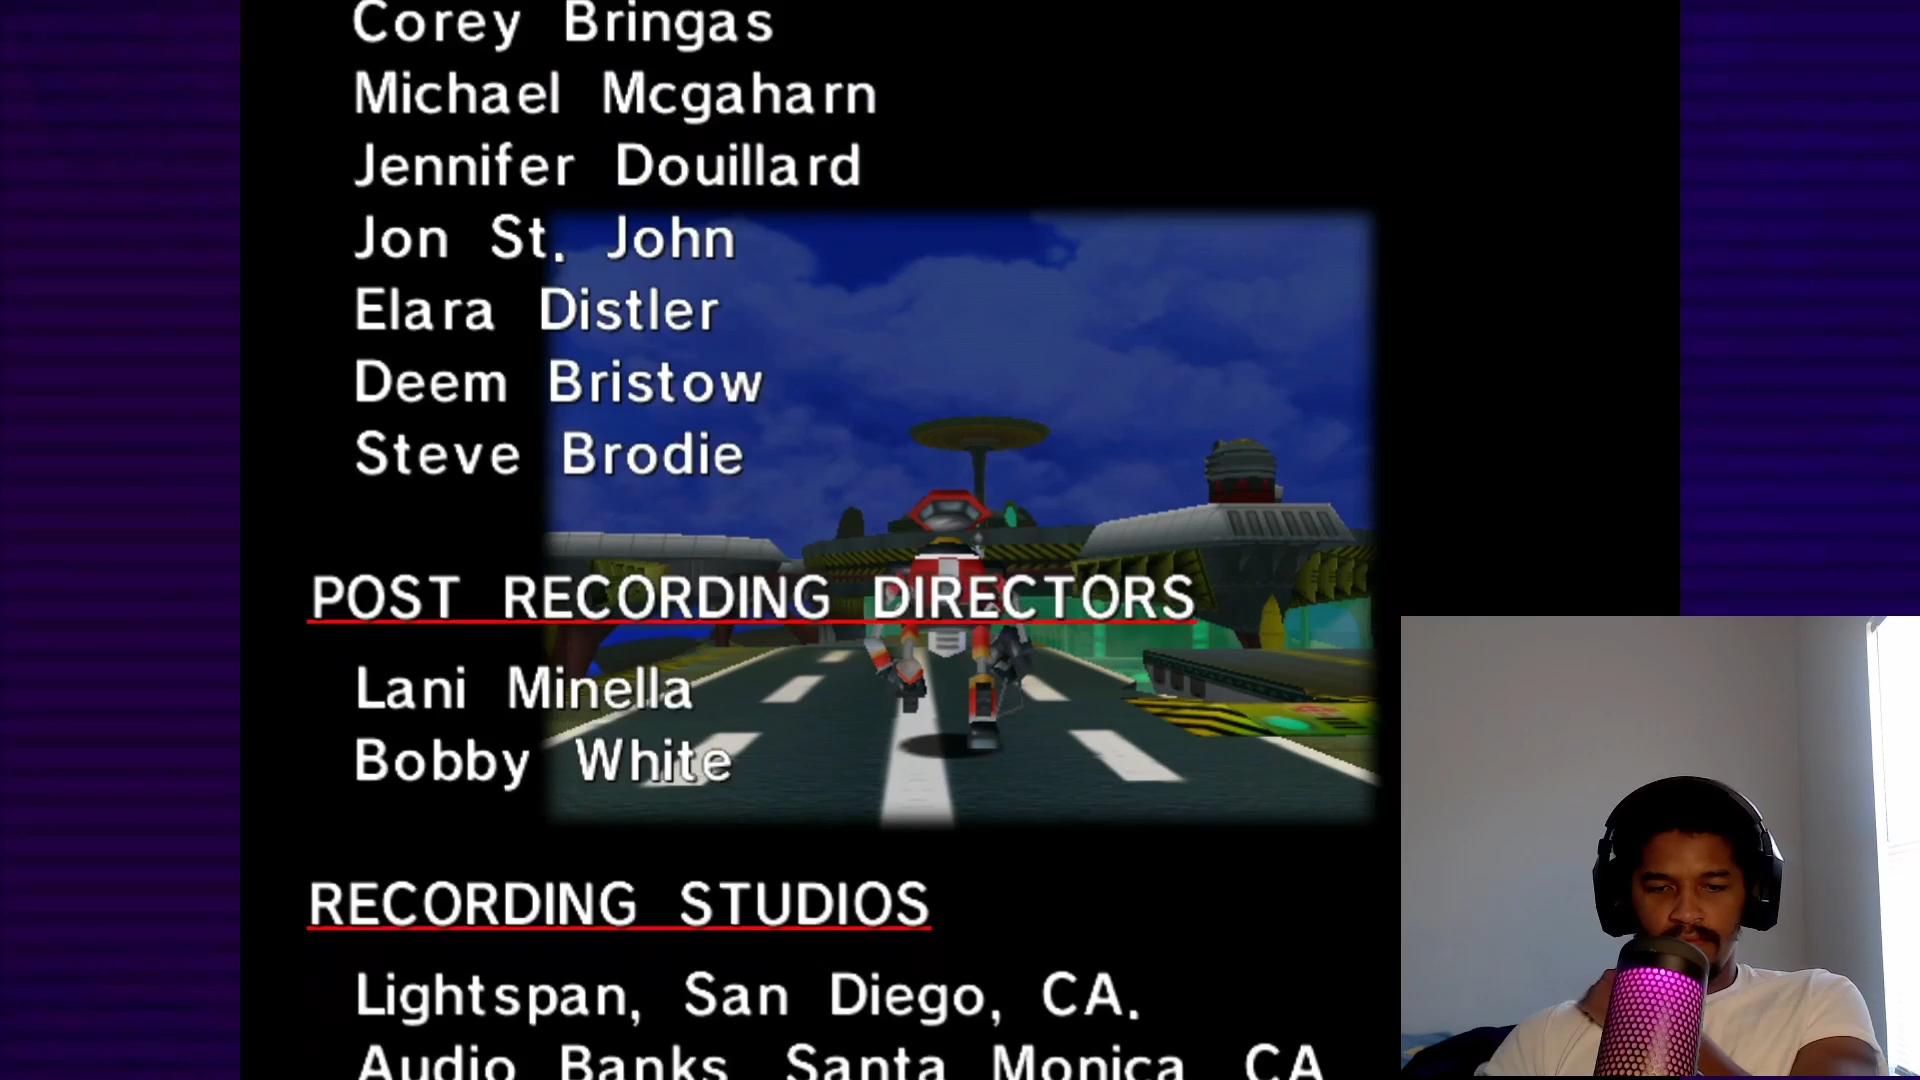 Corey Bringas
Michael Mcgaharn
Jennifer Douillard
Jon St. John
Elara Distler
Deem Bristow
Steve Brodie
POST RECORDING DIRECTORS
Lani Minella
Bobby White
RECORDING STUDIOS
Lightspan, San Diego, CA.
Audio Banks Santa Monica CA